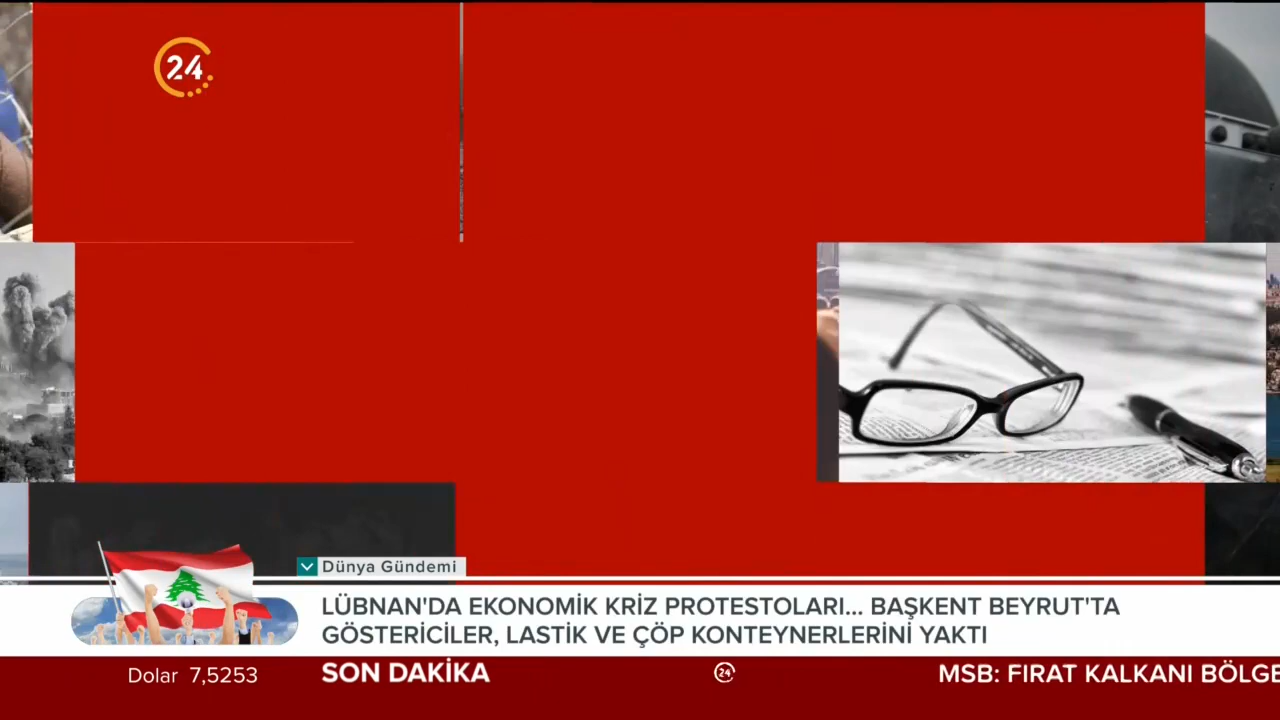 24
Dünya Gündemi
LÜBNAN'DA EKONOMİK KRİZ PROTESTOLARI... BAŞKENT BEYRUT'TA
GÖSTERİCİLER, LASTİK VE ÇÖP KONTEYNERLERİNİ YAKTI
Dolar 7,5253
SON DAKİKA
24
MSB: FIRAT KALKANI BÖLGE